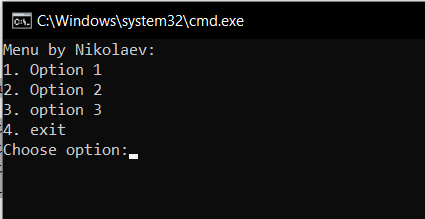 C:\Windows\system32\cmd.exe
Menu by Nikolaev:
1. Option 1
2. Option 2
3. option 3
4. exit
Choose option: